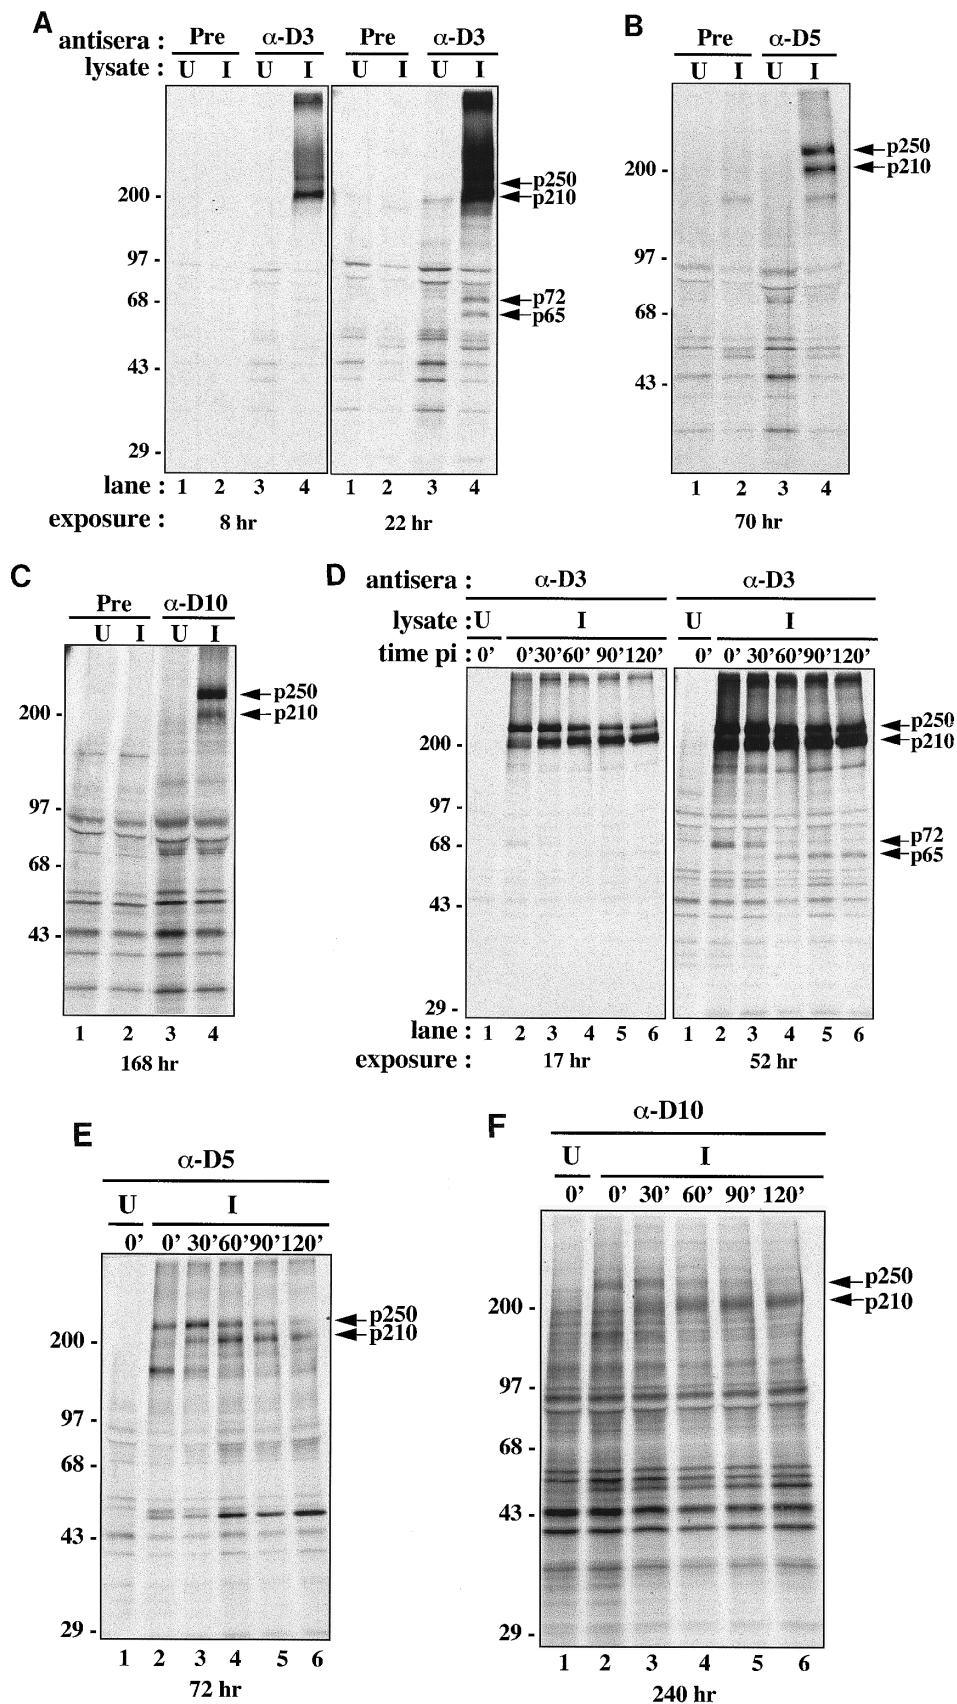 A
antisera : Pre α-D3 Pre α-D3
lysate : U I U I U I U I
200 -
97 -
68 -
43 -
29 -
p250
p210
p72
p65
lane : 1 2 3 4 1 2 3 4
exposure : 8 hr 22 hr
B
Pre α-D5
U I U I
200 -
97 -
68 -
43 -
p250
p210
1 2 3 4
70 hr
C
Pre α-D10
U I U I
200 -
97 -
68 -
43 -
p250
p210
1 2 3 4
168 hr
D
antisera : α-D3 α-D3
lysate : U I U I
time pi : 0' 0' 30' 60' 90' 120' 0' 0' 30' 60' 90' 120'
200 -
97 -
68 -
43 -
29 -
p250
p210
p72
p65
lane : 1 2 3 4 5 6 1 2 3 4 5 6
exposure : 17 hr 52 hr
E
α-D5
U I
0' 0' 30' 60' 90' 120'
200 -
97 -
68 -
43 -
29 -
p250
p210
1 2 3 4 5 6
72 hr
F
α-D10
U I
0' 0' 30' 60' 90' 120'
200 -
97 -
68 -
43 -
29 -
p250
p210
1 2 3 4 5 6
240 hr